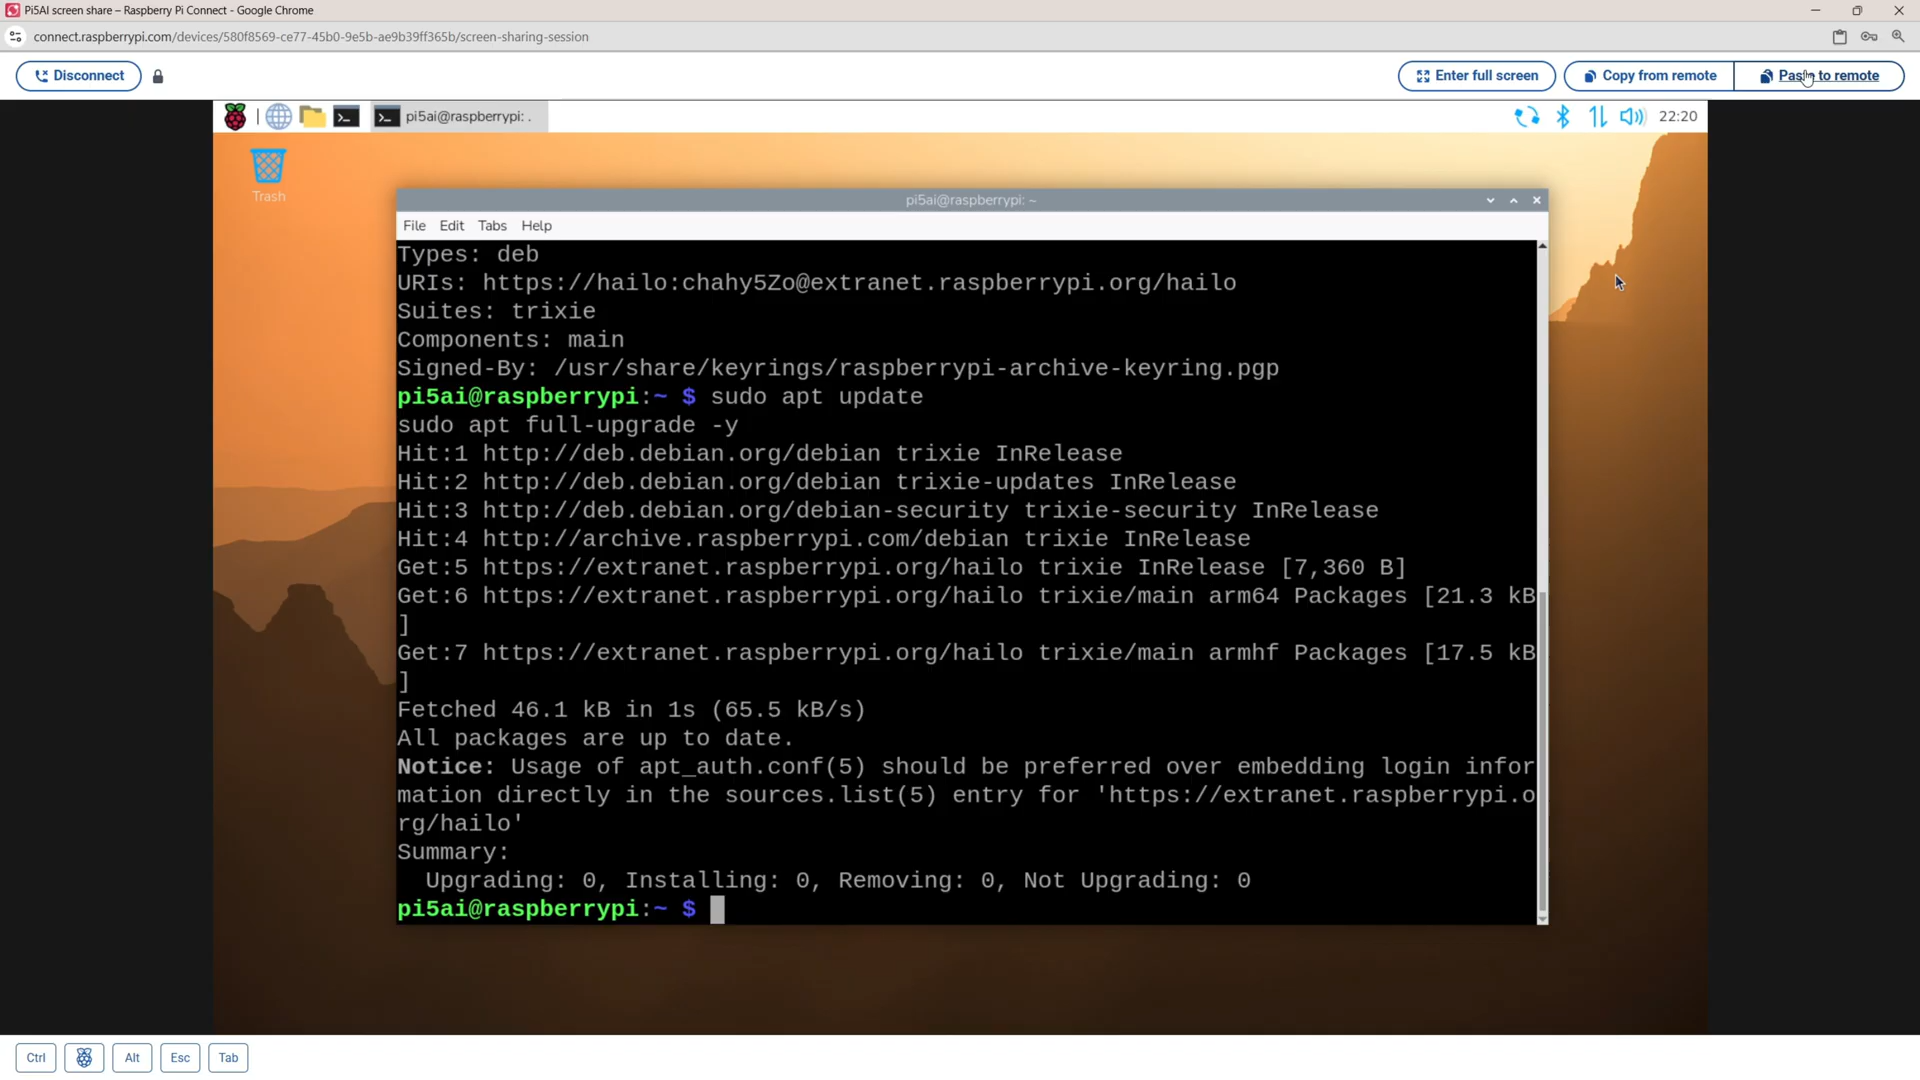 Pi5AI screen share – Raspberry Pi Connect - Google Chrome
connect.raspberrypi.com/devices/580f8569-ce77-45b0-9e5b-ae9b39ff365b/screen-sharing-session
Disconnect
Enter full screen
Copy from remote
Paste to remote
pi5ai@raspberrypi: .
22:20
Trash
pi5ai@raspberrypi: ~
File Edit Tabs Help
Types: deb
URIs: https://hailo:chahy5Zo@extranet.raspberrypi.org/hailo
Suites: trixie
Components: main
Signed-By: /usr/share/keyrings/raspberrypi-archive-keyring.pgp
pi5ai@raspberrypi:~ $ sudo apt update
sudo apt full-upgrade -y
Hit:1 http://deb.debian.org/debian trixie InRelease
Hit:2 http://deb.debian.org/debian trixie-updates InRelease
Hit:3 http://deb.debian.org/debian-security trixie-security InRelease
Hit:4 http://archive.raspberrypi.com/debian trixie InRelease
Get:5 https://extranet.raspberrypi.org/hailo trixie InRelease [7,360 B]
Get:6 https://extranet.raspberrypi.org/hailo trixie/main arm64 Packages [21.3 kB
]
Get:7 https://extranet.raspberrypi.org/hailo trixie/main armhf Packages [17.5 kB
]
Fetched 46.1 kB in 1s (65.5 kB/s)
All packages are up to date.
Notice: Usage of apt_auth.conf(5) should be preferred over embedding login infor
mation directly in the sources.list(5) entry for 'https://extranet.raspberrypi.o
rg/hailo'
Summary:
Upgrading: 0, Installing: 0, Removing: 0, Not Upgrading: 0
pi5ai@raspberrypi:~ $
Ctrl
Alt
Esc
Tab